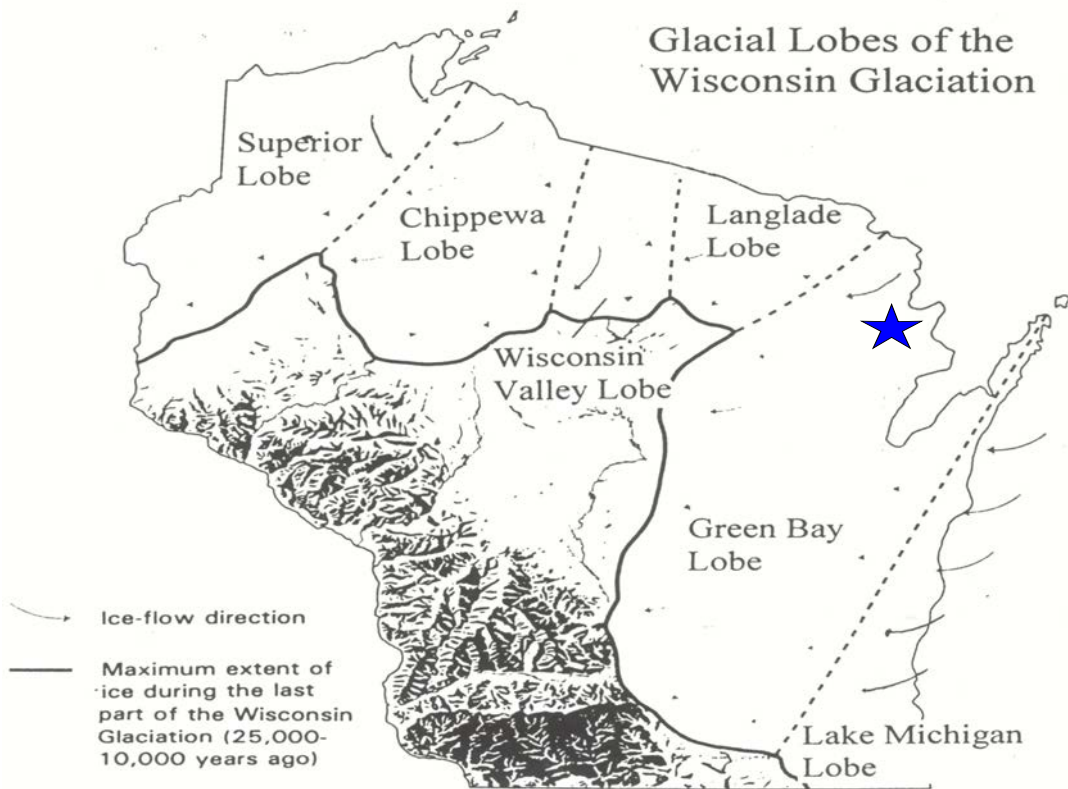 Glacial Lobes of the
Wisconsin Glaciation
Superior
Lobe
Chippewa
Lobe
Langlade
Lobe
Wisconsin
Valley Lobe
Green Bay
Lobe
Ice-flow direction
Maximum extent of
ice during the last
part of the Wisconsin
Glaciation (25,000-
10,000 years ago)
Lake Michigan
Lobe